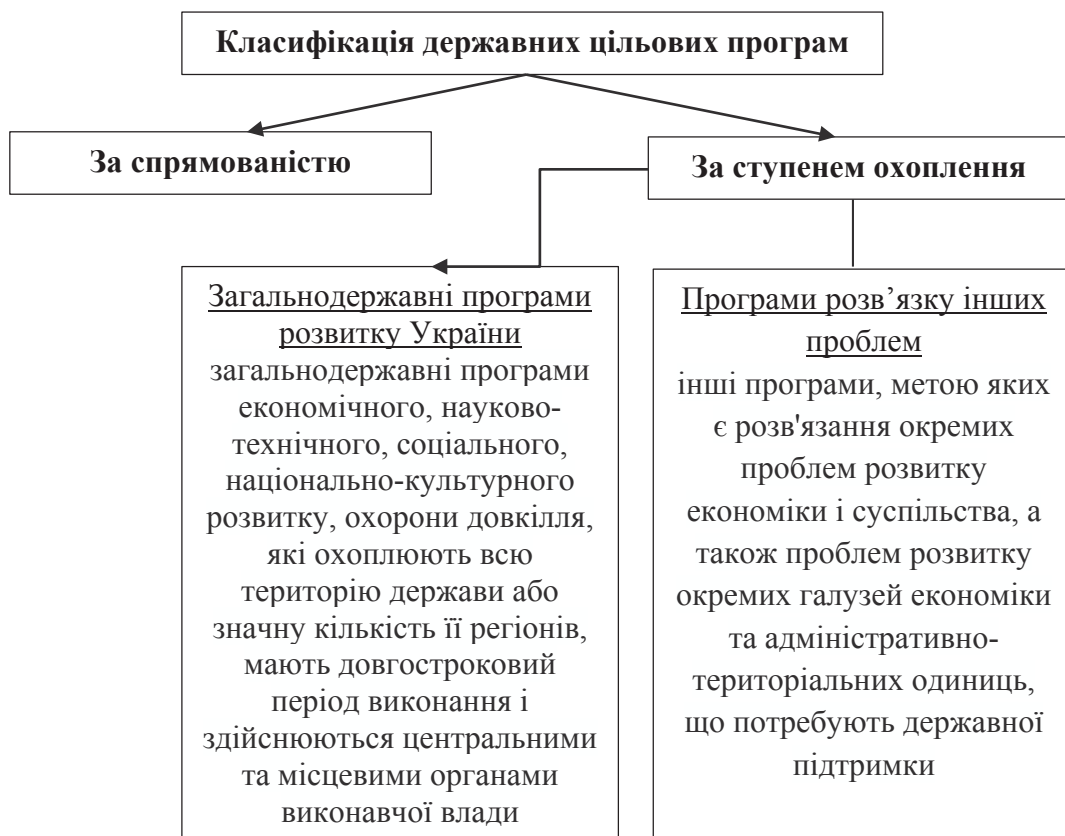 Класифікація державних цільових програм
За спрямованістю
За ступенем охоплення
Загальнодержавні програми
розвитку України
загальнодержавні програми
економічного, науково-
технічного, соціального,
національно-культурного
розвитку, охорони довкілля,
які охоплюють всю
територію держави або
значну кількість її регіонів,
мають довгостроковий
період виконання і
здійснюються центральними
та місцевими органами
виконавчої влади
Програми розв’язку інших
проблем
інші програми, метою яких
є розв'язання окремих
проблем розвитку
економіки і суспільства, а
також проблем розвитку
окремих галузей економіки
та адміністративно-
територіальних одиниць,
що потребують державної
підтримки